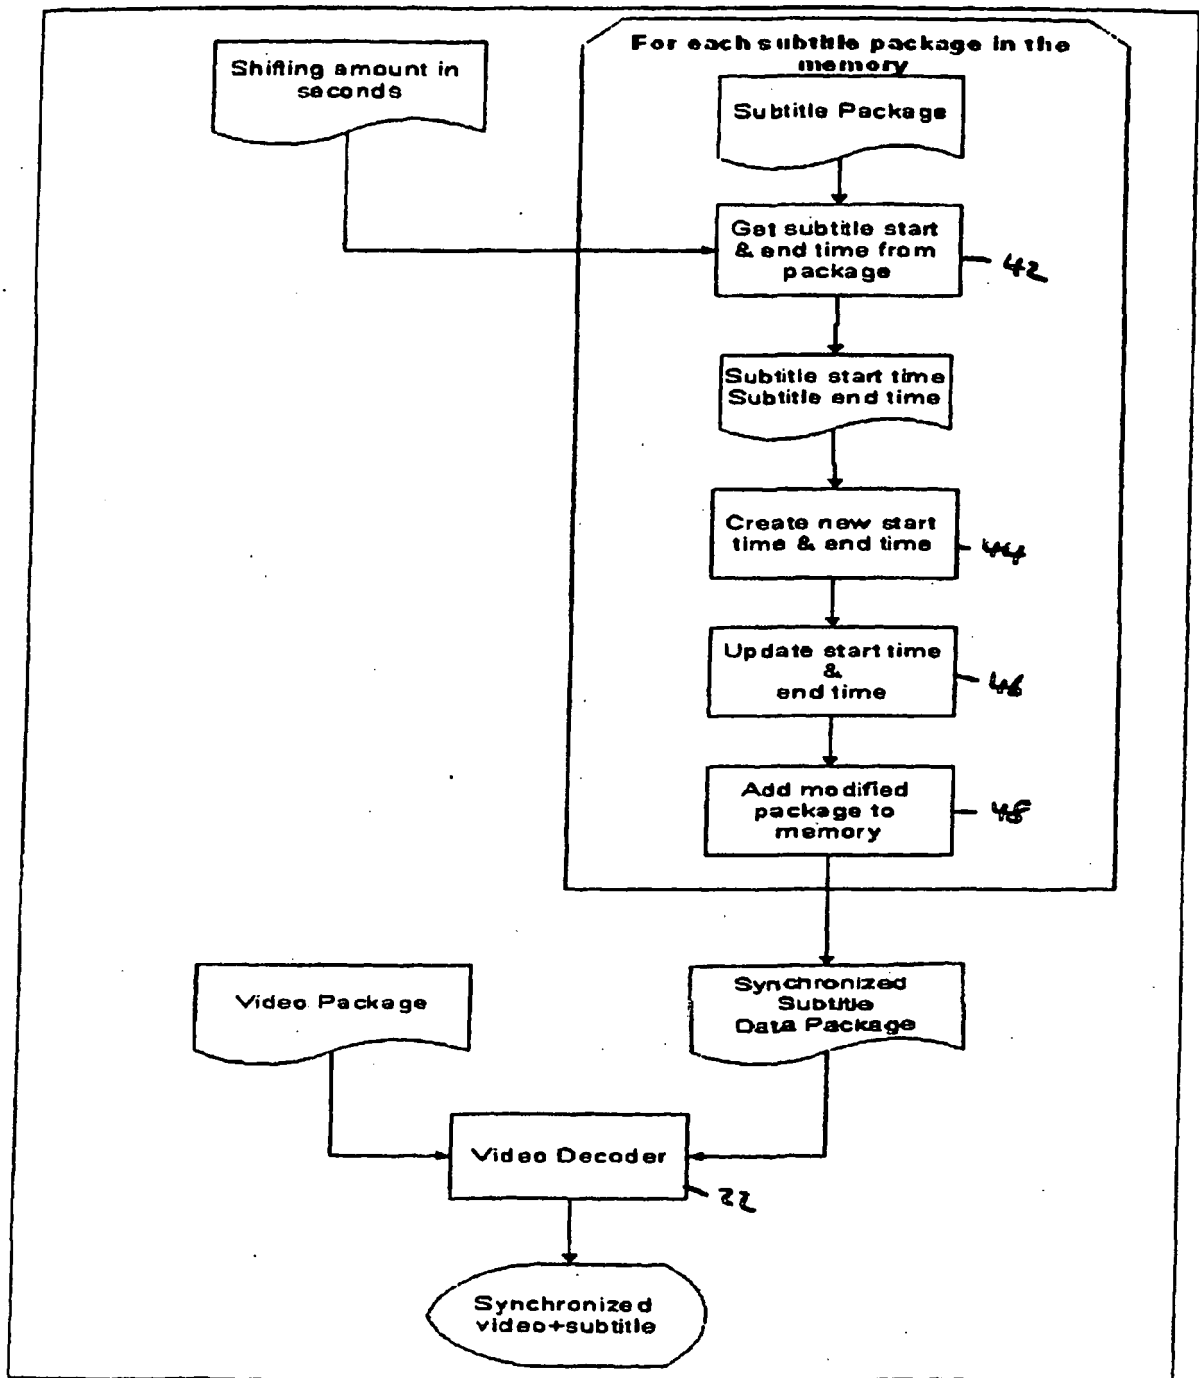 For each subtitle package in the
memory
Shifting amount in
seconds
Subtitle Package
Get subtitle start
& end time from
package
42
Subtitle start time
Subtitle end time
Create new start
time & end time
44
Update start time
&
end time
46
Add modified
package to
memory
48
Video Package
Synchronized
Subtitle
Data Package
Video Decoder
22
Synchronized
video+subtitle